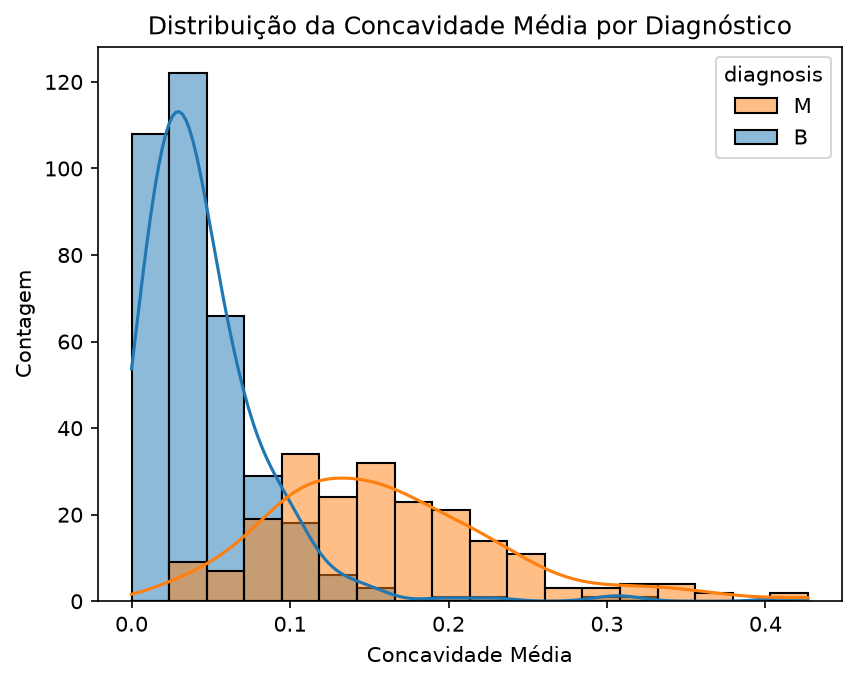 Distribuição da Concavidade Média por Diagnóstico
diagnosis
M
B
Contagem
120
100
80
60
40
20
0
0.0 0.1 0.2 0.3 0.4
Concavidade Média